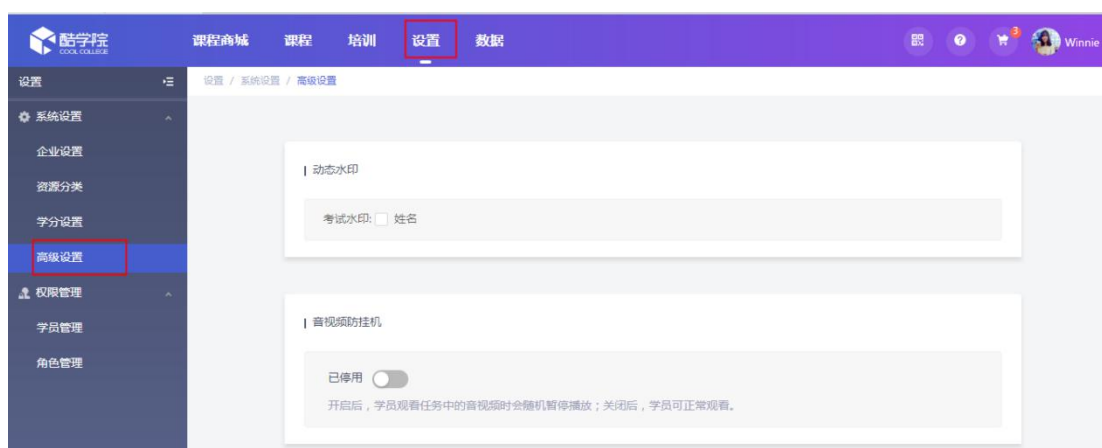 酷学院
COOL COLLEGE
课程商城 课程 培训 设置 数据
3
Winnie
设置
设置 / 系统设置 / 高级设置
系统设置
企业设置
资源分类
学分设置
高级设置
权限管理
学员管理
角色管理
动态水印
考试水印: 姓名
音视频防挂机
已停用
开启后，学员观看任务中的音视频时会随机暂停播放；关闭后，学员可正常观看。